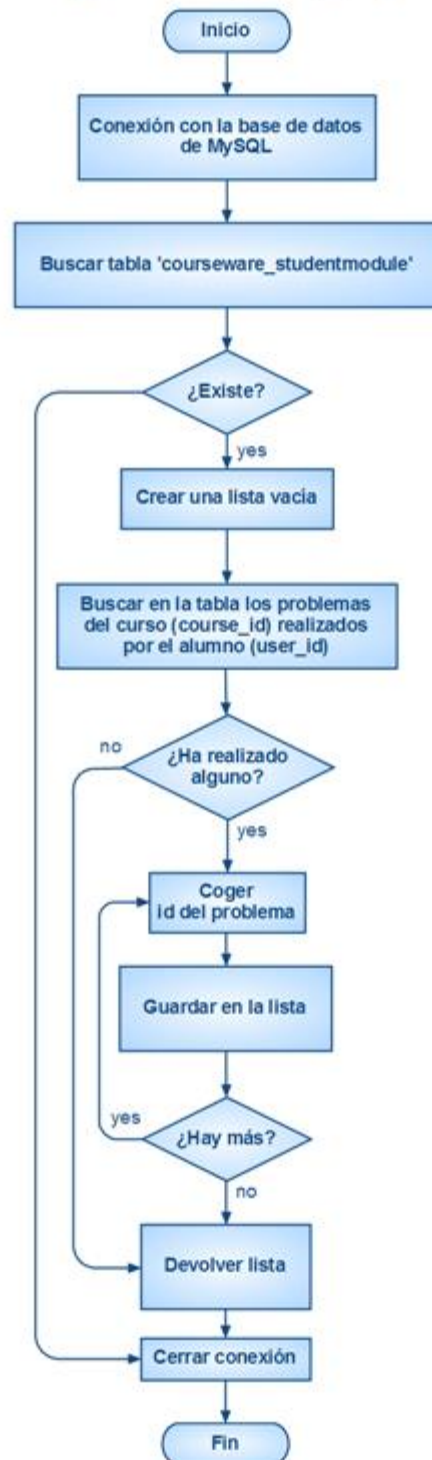 Inicio
Conexión con la base de datos
de MySQL
Buscar tabla 'courseware_studentmodule'
¿Existe?
yes
Crear una lista vacía
Buscar en la tabla los problemas
del curso (course_id) realizados
por el alumno (user_id)
no
¿Ha realizado
alguno?
yes
Coger
id del problema
Guardar en la lista
yes
¿Hay más?
no
Devolver lista
Cerrar conexión
Fin